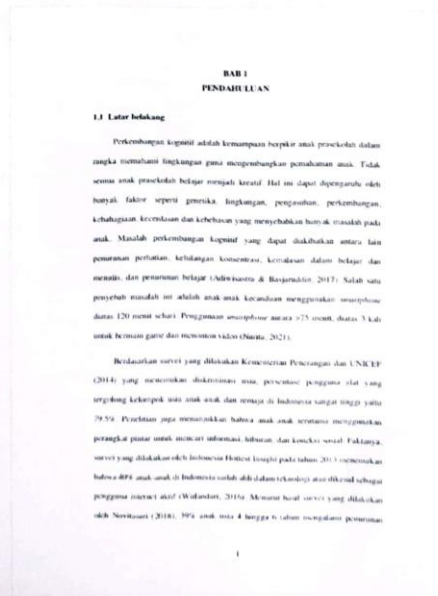 BAB 1
PENDAHULUAN
1.1 Latar belakang
Perkembangan kognitif adalah kemampuan berpikir anak prasekolah dalam
rangka memahami lingkungan guna mengembangkan pemahaman anak. Tidak
semua anak prasekolah belajar menjadi kreatif. Hal ini dapat dipengaruhi oleh
banyak faktor seperti genetika, lingkungan, pengasuhan, perkembangan,
kebahagiaan, kecerdasan dan kebebasan yang menyebabkan banyak masalah pada
anak. Masalah perkembangan kognitif yang dapat diakibatkan antara lain
penurunan perhatian, kehilangan konsentrasi, kemalasan dalam belajar dan
menulis, dan penurunan belajar (Adiwisastra & Basjaruddin, 2017). Salah satu
penyebab masalah ini adalah anak-anak kecanduan menggunakan smartphone
diatas 120 menit sehari. Penggunaan smartphone antara >75 menit, diatas 3 kali
untuk bermain game dan menonton video (2021).
Berdasarkan survei yang dilakukan Kementerian Penerangan dan UNICEF
(2014) yang menemukan diskriminasi usia, persentase pengguna alat yang
tergolong kelompok usia anak-anak dan remaja di Indonesia sangat tinggi yaitu
79.5%. Penelitian juga menunjukkan bahwa anak-anak terutama menggunakan
perangkat pintar untuk mencari informasi, hiburan, dan koneksi sosial. Faktanya,
survei yang dilakukan oleh Indonesia Hottest Insight pada tahun 2013 menemukan
bahwa 40% anak-anak di Indonesia sudah ahli dalam teknologi atau dikenal sebagai
pengguna internet aktif (Wulandari, 2016). Menurut hasil survei yang dilakukan
oleh Novitasari (2018), 39% anak usia 4 hingga 6 tahun mengalami penurunan
1